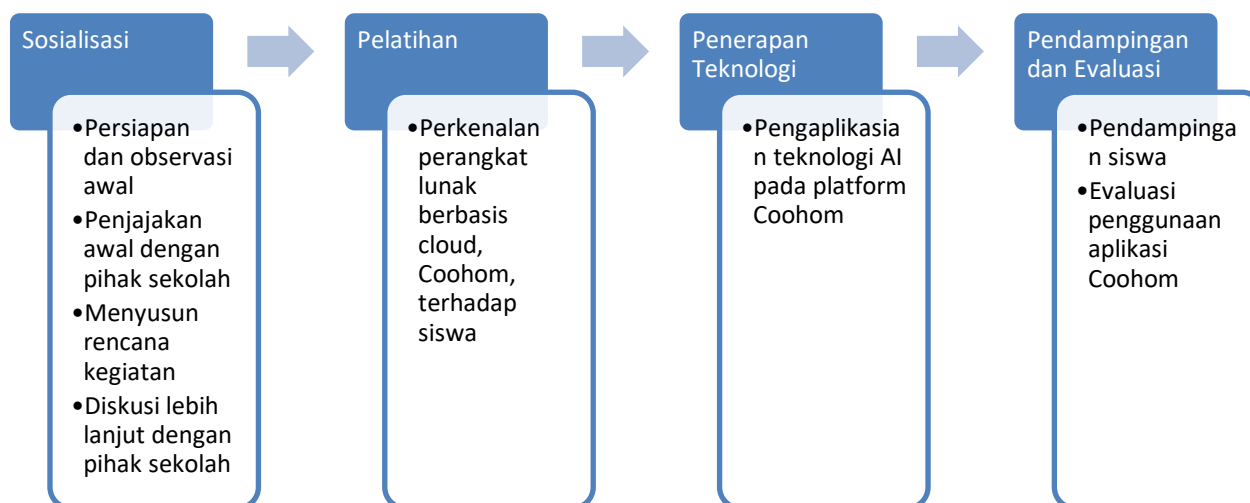 Sosialisasi
•Persiapan
dan observasi
awal
•Penjajakan
awal dengan
pihak sekolah
•Menyusun
rencana
kegiatan
•Diskusi lebih
lanjut dengan
pihak sekolah
Pelatihan
•Perkenalan
perangkat
lunak
berbasis
cloud,
Coohom,
terhadap
siswa
Penerapan
Teknologi
•Pengaplikasia
n teknologi AI
pada platform
Coohom
Pendampingan
dan Evaluasi
•Pendampinga
n siswa
•Evaluasi
penggunaan
aplikasi
Coohom